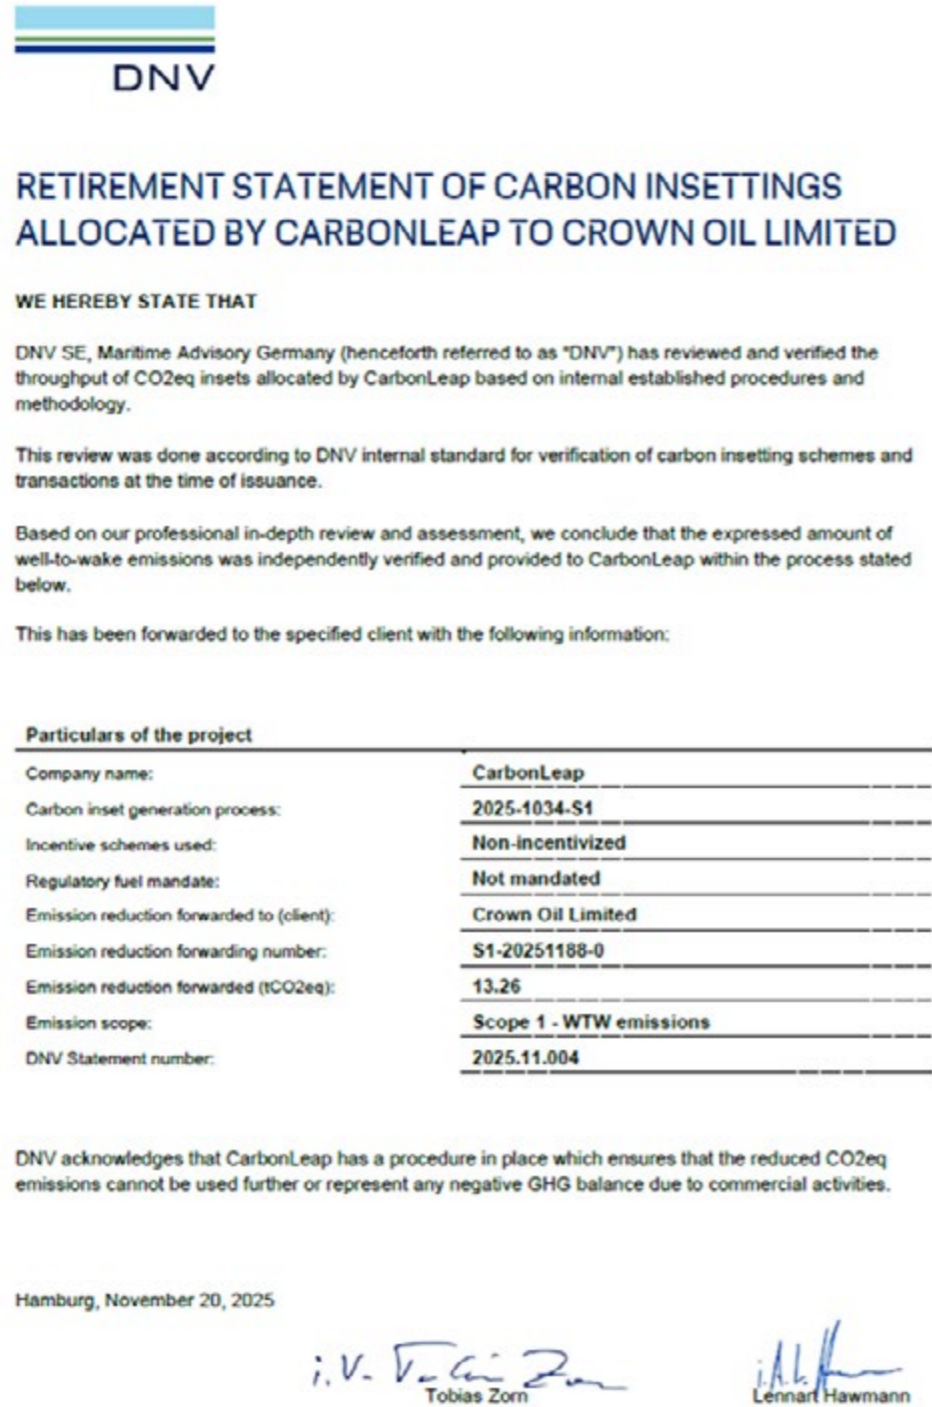 DNV
RETIREMENT STATEMENT OF CARBON INSETTINGS
ALLOCATED BY CARBONLEAP TO CROWN OIL LIMITED
WE HEREBY STATE THAT
DNV SE, Maritime Advisory Germany (henceforth referred to as "DNV") has reviewed and verified the
throughput of CO2eq insets allocated by CarbonLeap based on internal established procedures and
methodology.
This review was done according to DNV internal standard for verification of carbon insetting schemes and
transactions at the time of issuance.
Based on our professional in-depth review and assessment, we conclude that the expressed amount of
well-to-wake emissions was independently verified and provided to CarbonLeap within the process stated
below.
This has been forwarded to the specified client with the following information:
Particulars of the project
Company name: CarbonLeap
Carbon inset generation process: 2025-1034-S1
Incentive schemes used: Non-incentivized
Regulatory fuel mandate: Not mandated
Emission reduction forwarded to (client): Crown Oil Limited
Emission reduction forwarding number: S1-20251188-0
Emission reduction forwarded (tCO2eq): 13.26
Emission scope: Scope 1 - WTW emissions
DNV Statement number: 2025.11.004
DNV acknowledges that CarbonLeap has a procedure in place which ensures that the reduced CO2eq
emissions cannot be used further or represent any negative GHG balance due to commercial activities.
Hamburg, November 20, 2025
i.V. Tobias Zorn
Tobias Zorn
Lennart Hawmann